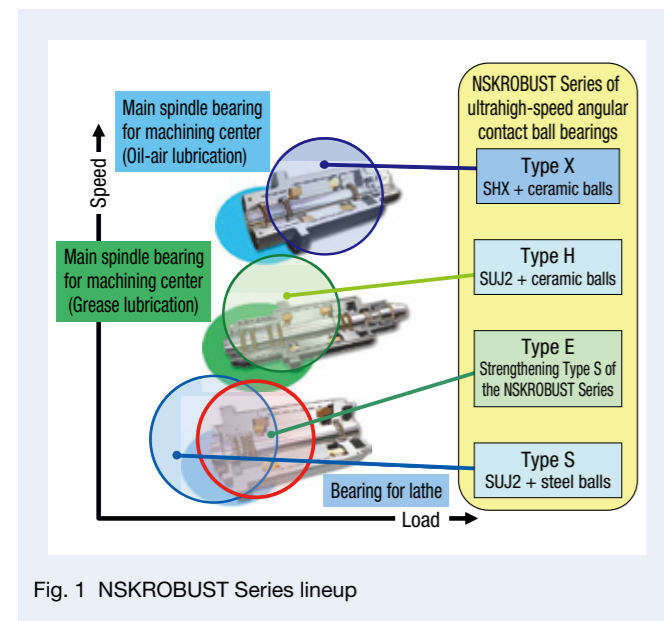 Main spindle bearing
for machining center
(Oil-air lubrication)
Speed
Main spindle bearing
for machining center
(Grease lubrication)
Bearing for lathe
Load
NSKROBUST Series of
ultrahigh-speed angular
contact ball bearings
Type X
SHX + ceramic balls
Type H
SUJ2 + ceramic balls
Type E
Strengthening Type S of
the NSKROBUST Series
Type S
SUJ2 + steel balls
Fig. 1 NSKROBUST Series lineup